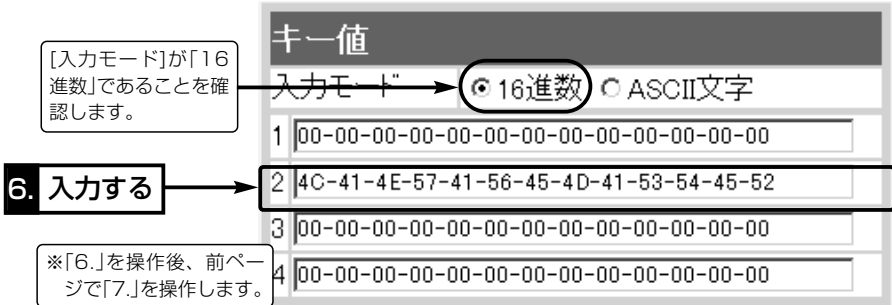 キー値
[入力モード]が「16
進数」であることを確
認します。
入力モード 16進数 ASCII文字
1 00-00-00-00-00-00-00-00-00-00-00-00-00
6. 入力する
2 4C-41-4E-57-41-56-45-4D-41-53-54-45-52
3 00-00-00-00-00-00-00-00-00-00-00-00-00
※「6.」を操作後、前ペー
ジで「7.」を操作します。
4 00-00-00-00-00-00-00-00-00-00-00-00-00